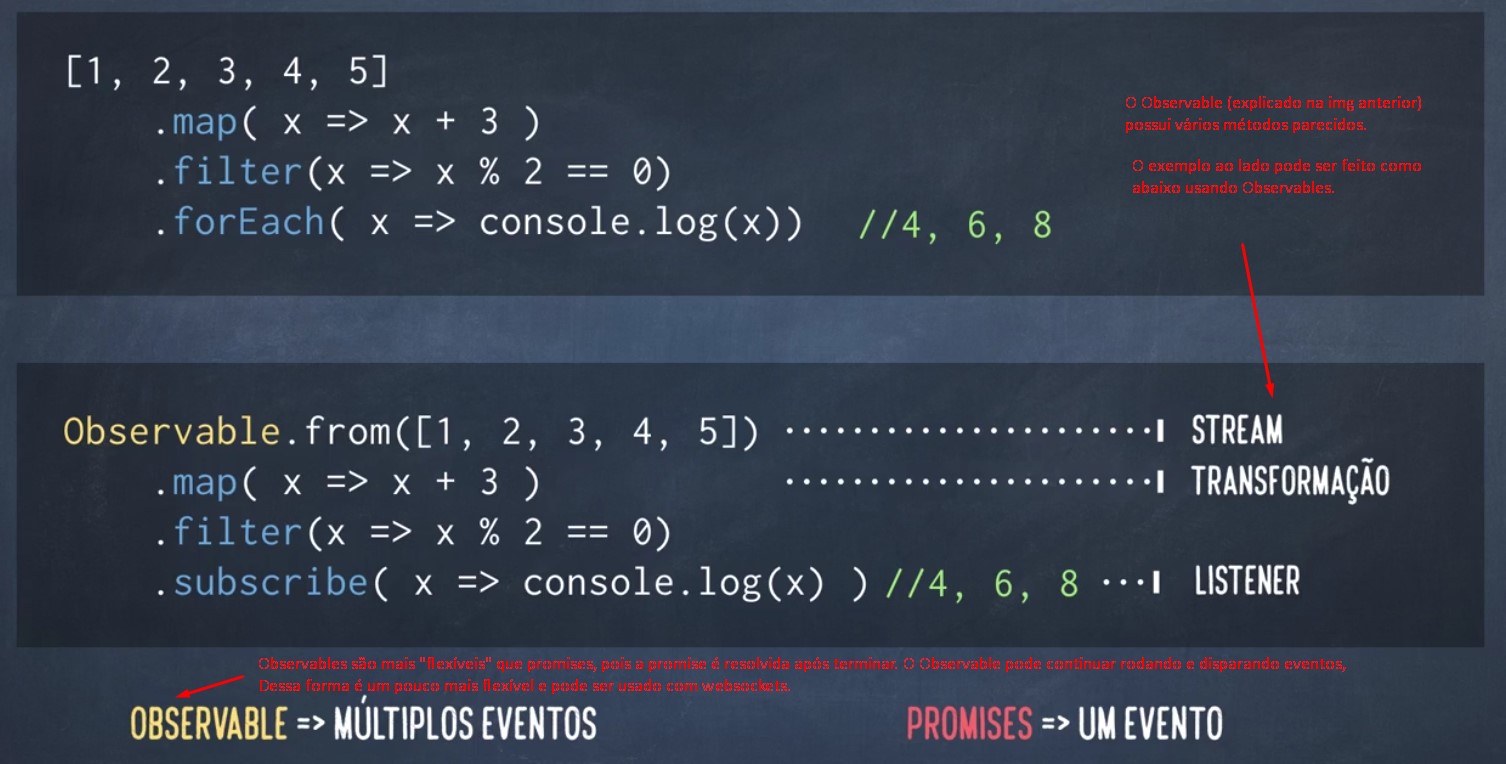 [1, 2, 3, 4, 5]
.map( x => x + 3 )
.filter(x => x % 2 == 0)
.forEach( x => console.log(x)) //4, 6, 8
O Observable (explicado na img anterior)
possui vários métodos parecidos.
O exemplo ao lado pode ser feito como
abaixo usando Observables.
Observable.from([1, 2, 3, 4, 5]) STREAM
.map( x => x + 3 ) TRANSFORMAÇÃO
.filter(x => x % 2 == 0)
.subscribe( x => console.log(x) ) //4, 6, 8 LISTENER
Observables são mais "flexíveis" que promises, pois a promise é resolvida após terminar. O Observable pode continuar rodando e disparando eventos,
Dessa forma é um pouco mais flexível e pode ser usado com websockets.
OBSERVABLE => MÚLTIPLOS EVENTOS
PROMISES => UM EVENTO